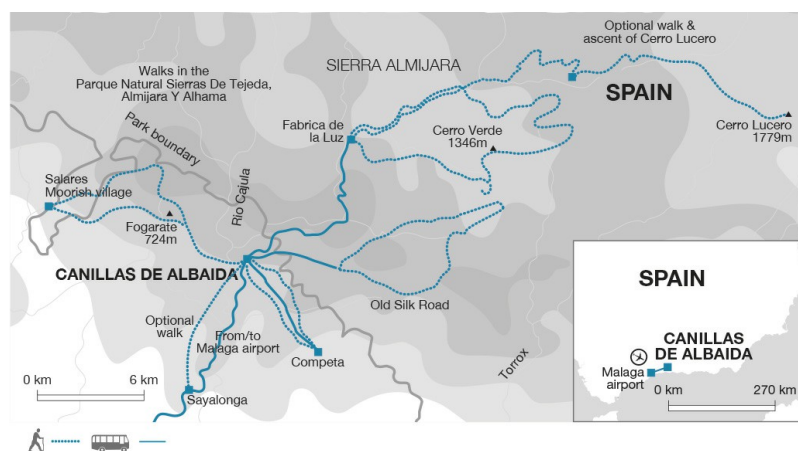 Optional walk &
ascent of Cerro Lucero
SIERRA ALMIJARA
Walks in the
Parque Natural Sierras De Tejeda,
Almijara Y Alhama
SPAIN
Park boundary
Fabrica de
la Luz
Cerro Verde
1346m
Cerro Lucero
1779m
Salares
Moorish village
Rio Cajula
Fogarate
724m
CANILLAS DE ALBAIDA
Old Silk Road
Optional
walk
From/to
Malaga airport
Competa
Torrox
Sayalonga
0 km
6 km
SPAIN
CANILLAS
DE ALBAIDA
Malaga
airport
0 km
270 km